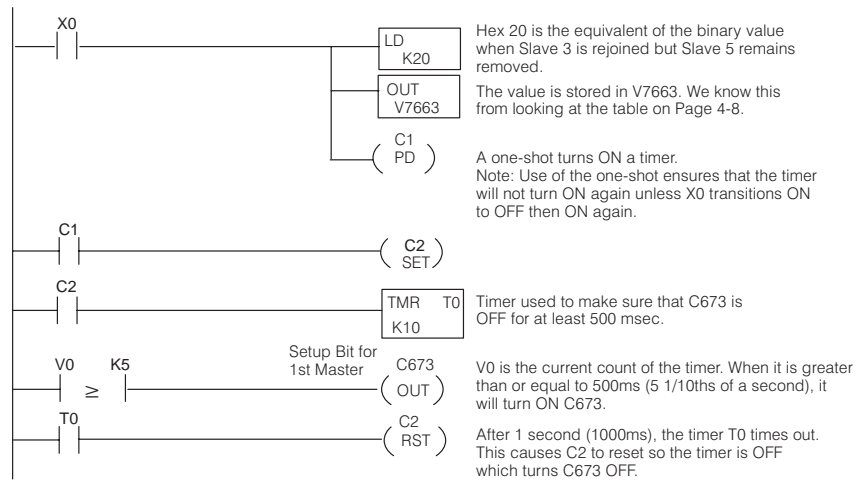 X0
LD
K20
Hex 20 is the equivalent of the binary value
when Slave 3 is rejoined but Slave 5 remains
removed.
OUT
V7663
The value is stored in V7663. We know this
from looking at the table on Page 4-8.
C1
PD
A one-shot turns ON a timer.
Note: Use of the one-shot ensures that the timer
will not turn ON again unless X0 transitions ON
to OFF then ON again.
C1
C2
SET
C2
TMR T0
K10
Timer used to make sure that C673 is
OFF for at least 500 msec.
V0 K5
≥
Setup Bit for
1st Master
C673
OUT
V0 is the current count of the timer. When it is greater
than or equal to 500ms (5 1/10ths of a second), it
will turn ON C673.
T0
C2
RST
After 1 second (1000ms), the timer T0 times out.
This causes C2 to reset so the timer is OFF
which turns C673 OFF.